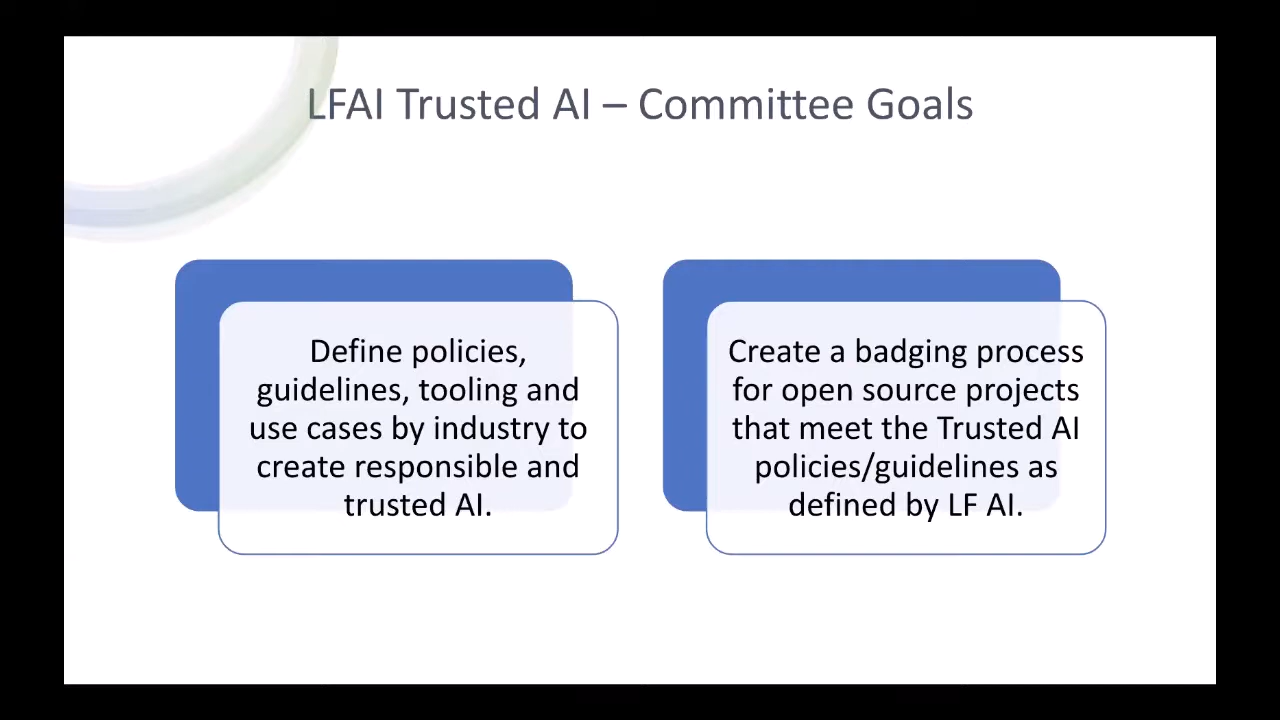 LFAI Trusted AI – Committee Goals
Define policies,
guidelines, tooling and
use cases by industry to
create responsible and
trusted AI.
Create a badging process
for open source projects
that meet the Trusted AI
policies/guidelines as
defined by LF AI.